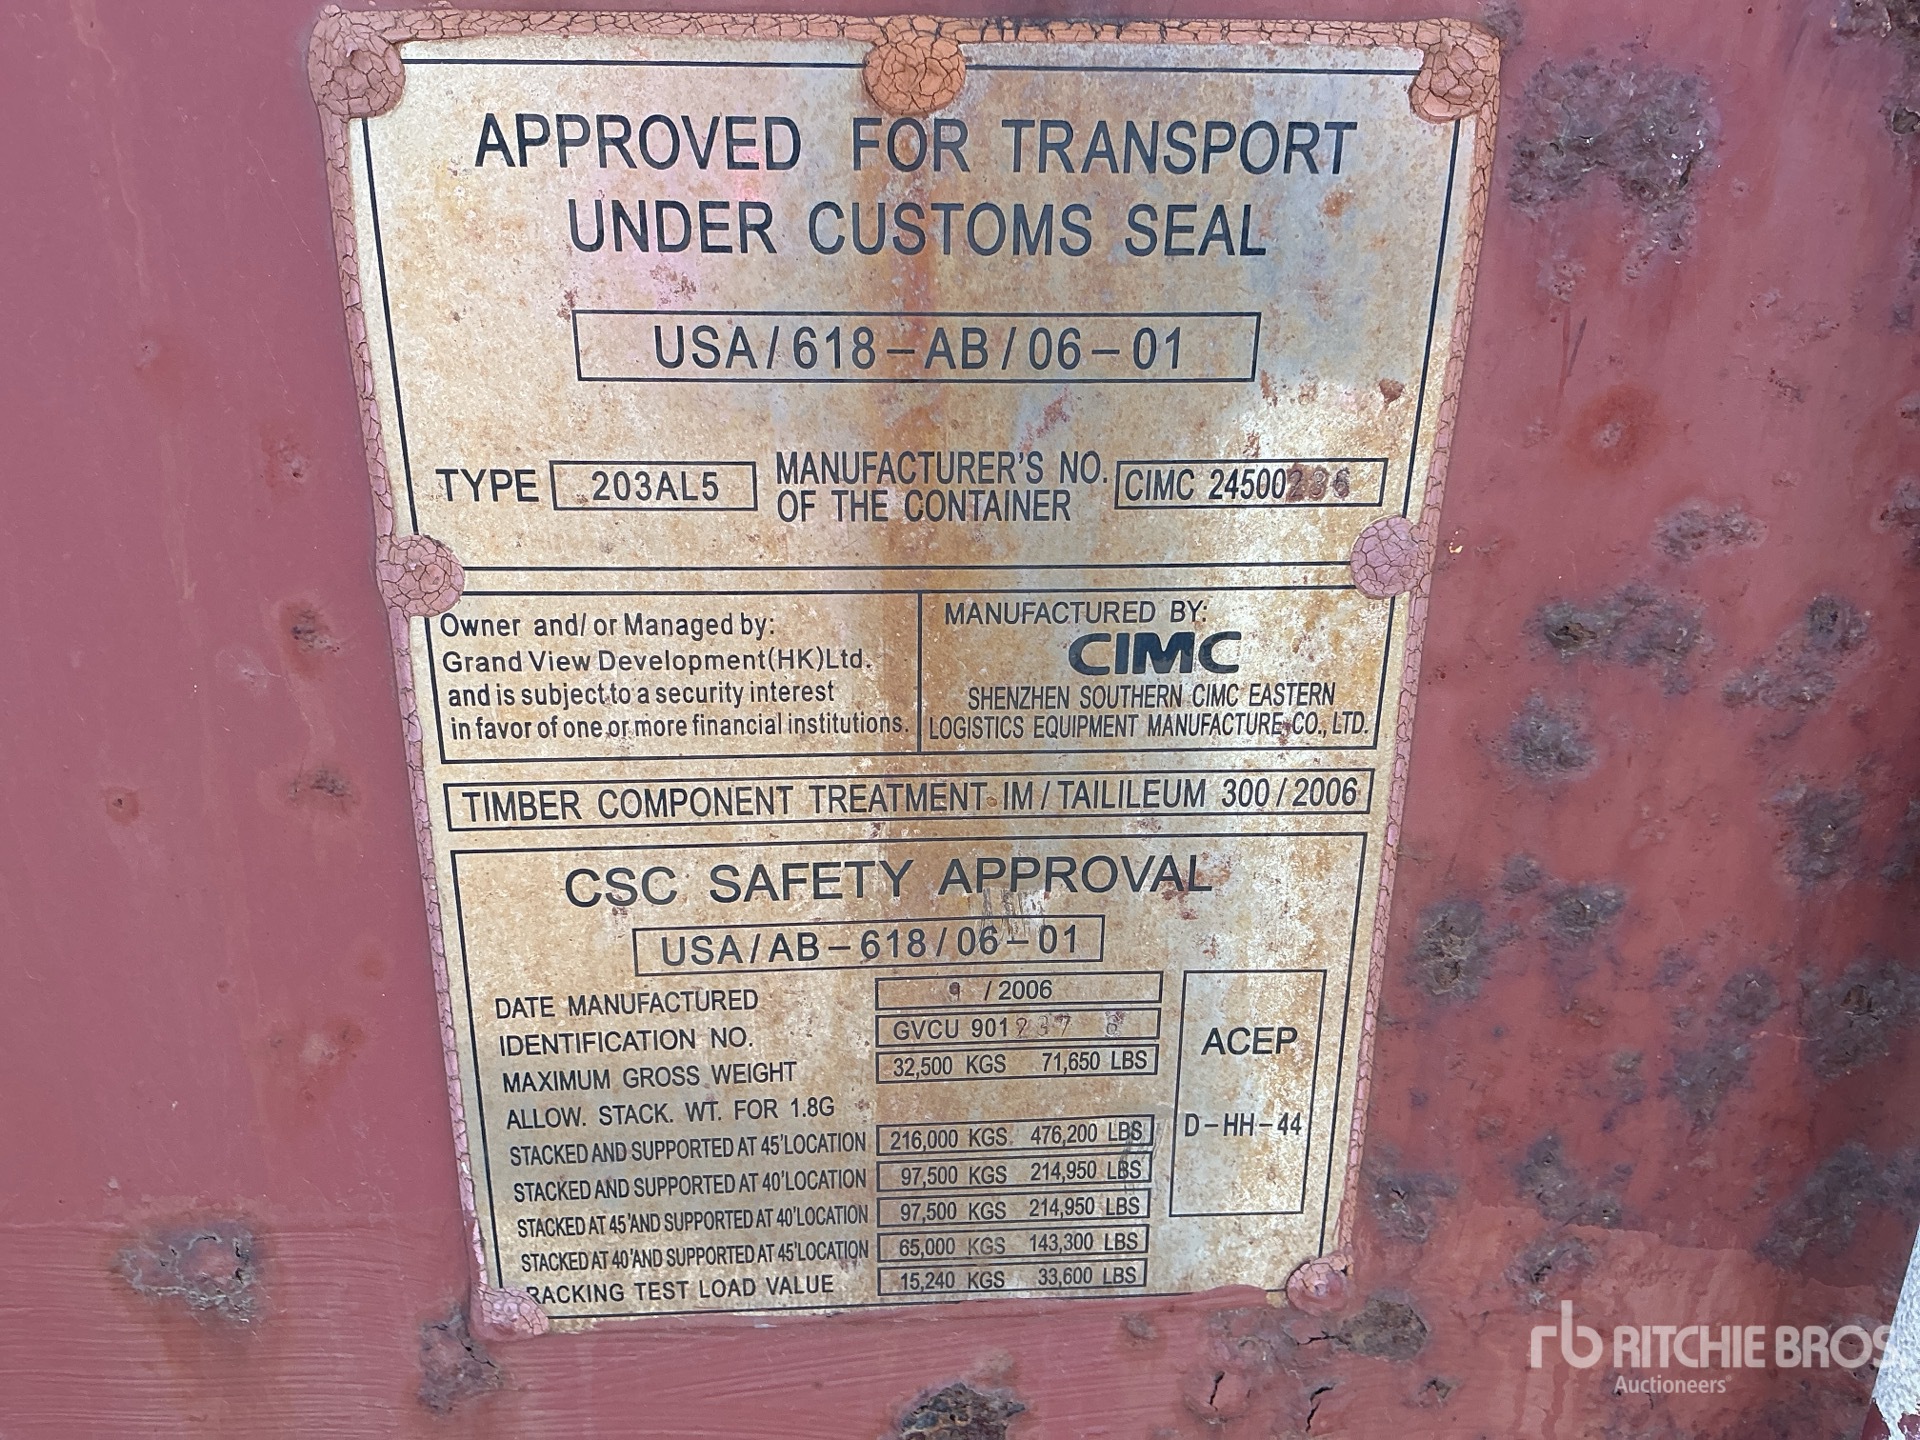 APPROVED FOR TRANSPORT
UNDER CUSTOMS SEAL
USA/618-AB/06-01
TYPE 203AL5
MANUFACTURER'S NO.
OF THE CONTAINER
CIMC 24500236
Owner and/ or Managed by:
Grand View Development(HK)Ltd.
and is subject to a security interest
in favor of one or more financial institutions.
MANUFACTURED BY:
CIMC
SHENZHEN SOUTHERN CIMC EASTERN
LOGISTICS EQUIPMENT MANUFACTURE CO., LTD.
TIMBER COMPONENT TREATMENT IM/TAILILEUM 300/2006
CSC SAFETY APPROVAL
USA/AB-618/06-01
DATE MANUFACTURED 9 /2006
IDENTIFICATION NO. GVCU
MAXIMUM GROSS WEIGHT 32,500 KGS 71,650 LBS
ALLOW. STACK. WT. FOR 1.8G
STACKED AND SUPPORTED AT 45'LOCATION 216,000 KGS 476,200 LBS
STACKED AND SUPPORTED AT 40'LOCATION 97,500 KGS 214,950 LBS
STACKED AT 45'AND SUPPORTED AT 40'LOCATION 97,500 KGS 214,950 LBS
STACKED AT 40'AND SUPPORTED AT 45'LOCATION 65,000 KGS 143,300 LBS
RACKING TEST LOAD VALUE 15,240 KGS 33,600 LBS
ACEP
D-HH-44
rb RITCHIE BROS.
Auctioneers